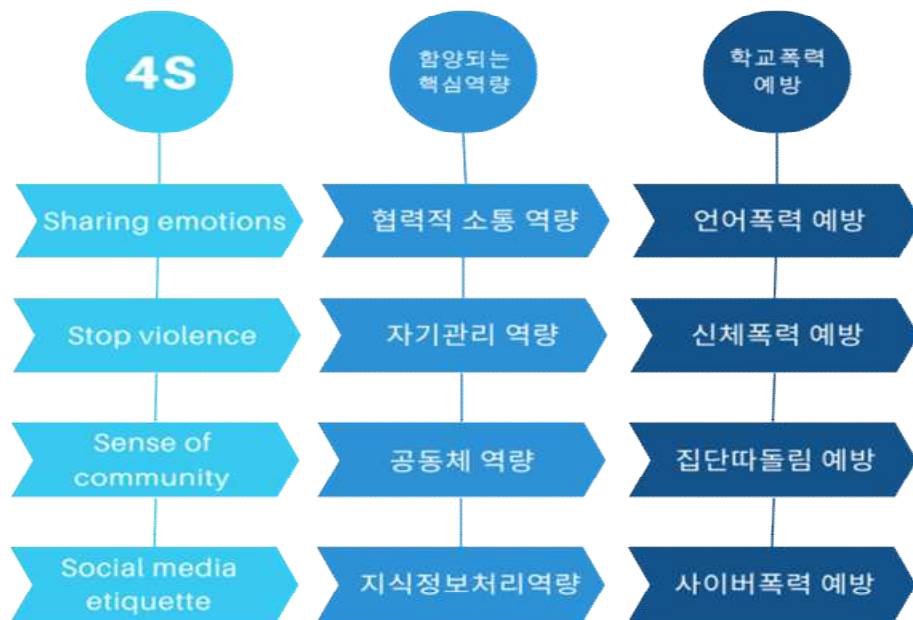 4S
함양되는
핵심역량
학교폭력
예방
Sharing emotions
협력적 소통 역량
언어폭력 예방
Stop violence
자기관리 역량
신체폭력 예방
Sense of
community
공동체 역량
집단따돌림 예방
Social media
etiquette
지식정보처리역량
사이버폭력 예방